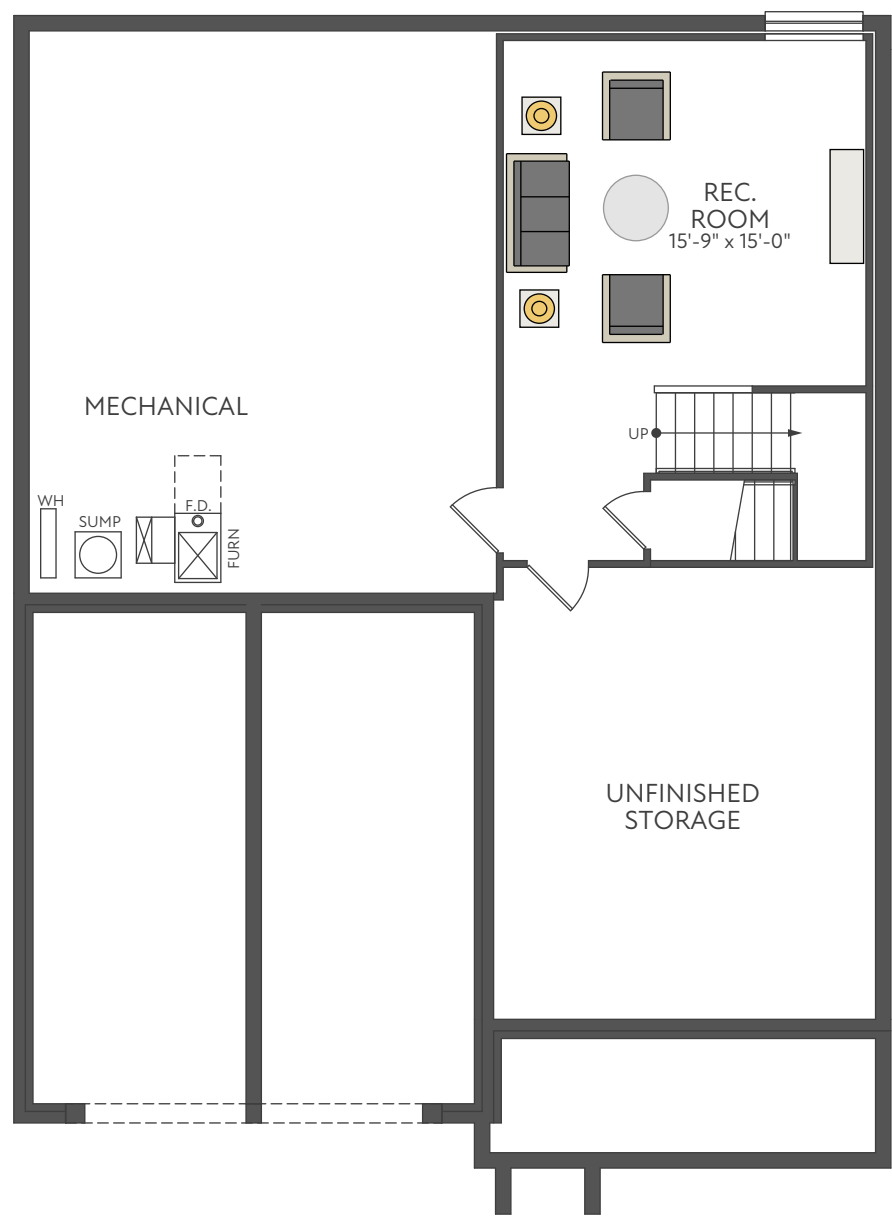 REC.
ROOM
15'-9" x 15'-0"
MECHANICAL
UP
WH
SUMP
F.D.
FURN
UNFINISHED
STORAGE